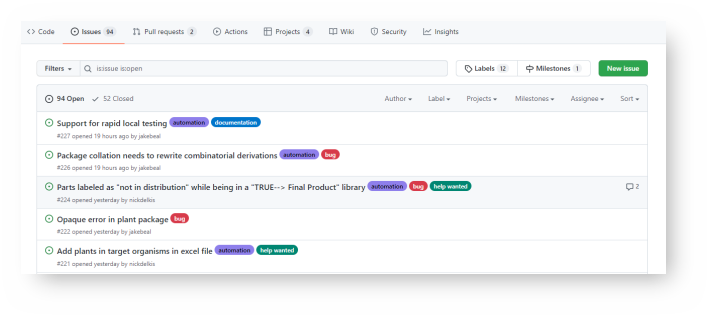 Code Issues 94 Pull requests 2 Actions Projects 4 Wiki Security Insights
Filters is:issue is:open Labels 12 Milestones 1 New issue
94 Open 52 Closed Author Label Projects Milestones Assignee Sort
Support for rapid local testing automation documentation
#227 opened 19 hours ago by jakebeal
Package collation needs to rewrite combinatorial derivations automation bug
#226 opened 19 hours ago by jakebeal
Parts labeled as "not in distribution" while being in a "TRUE--> Final Product" library automation bug help wanted 2
#224 opened yesterday by nickdelkis
Opaque error in plant package bug
#222 opened yesterday by jakebeal
Add plants in target organisms in excel file automation help wanted
#221 opened yesterday by nickdelkis